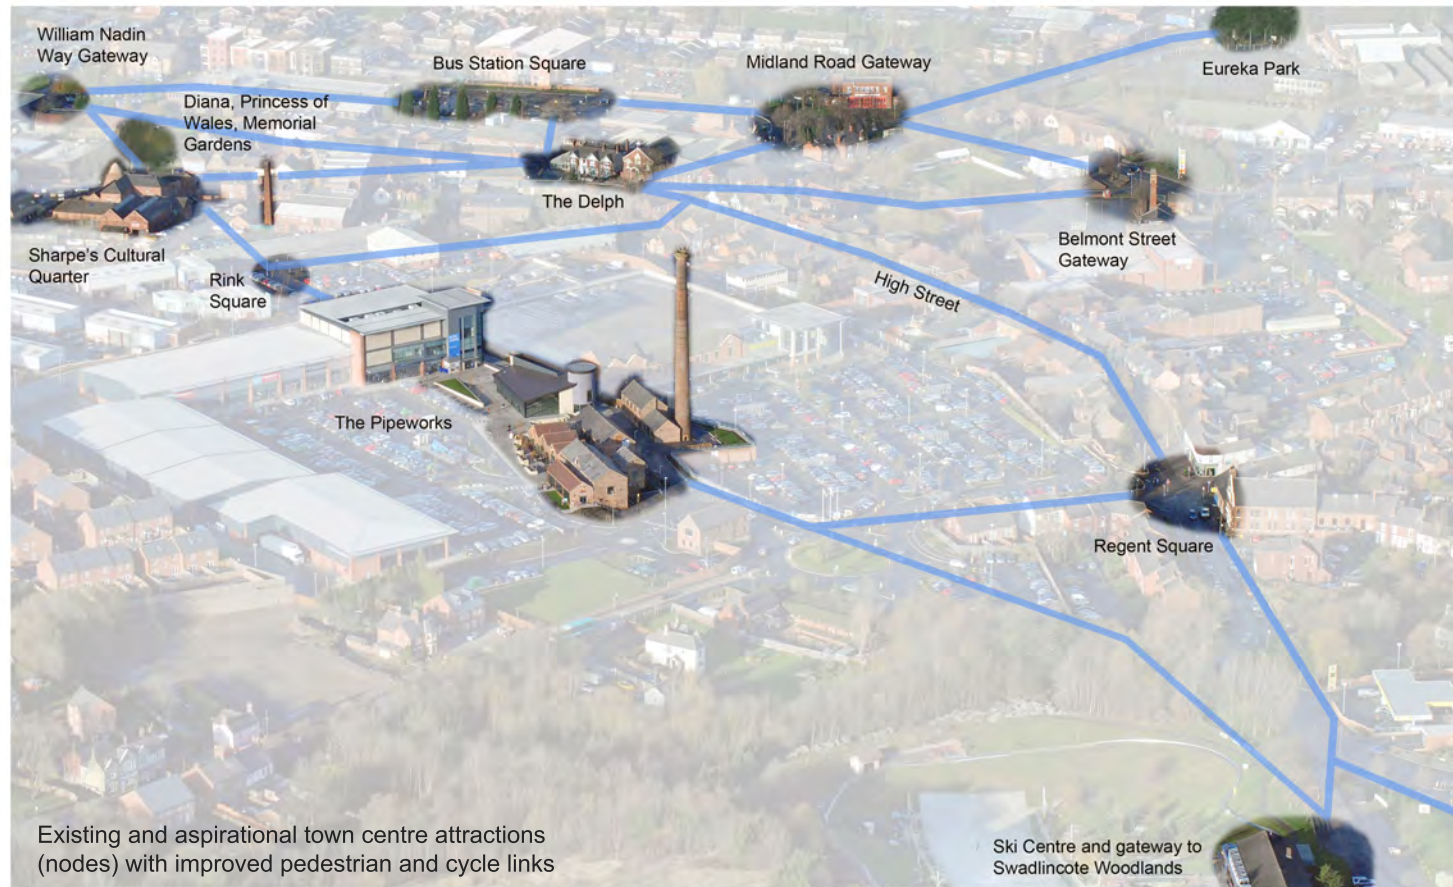 William Nadin
Way Gateway
Bus Station Square
Midland Road Gateway
Eureka Park
Diana, Princess of
Wales, Memorial
Gardens
The Delph
Sharpe's Cultural
Quarter
Rink
Square
Belmont Street
Gateway
High Street
The Pipeworks
Regent Square
Existing and aspirational town centre attractions
(nodes) with improved pedestrian and cycle links
Ski Centre and gateway to
Swadlincote Woodlands